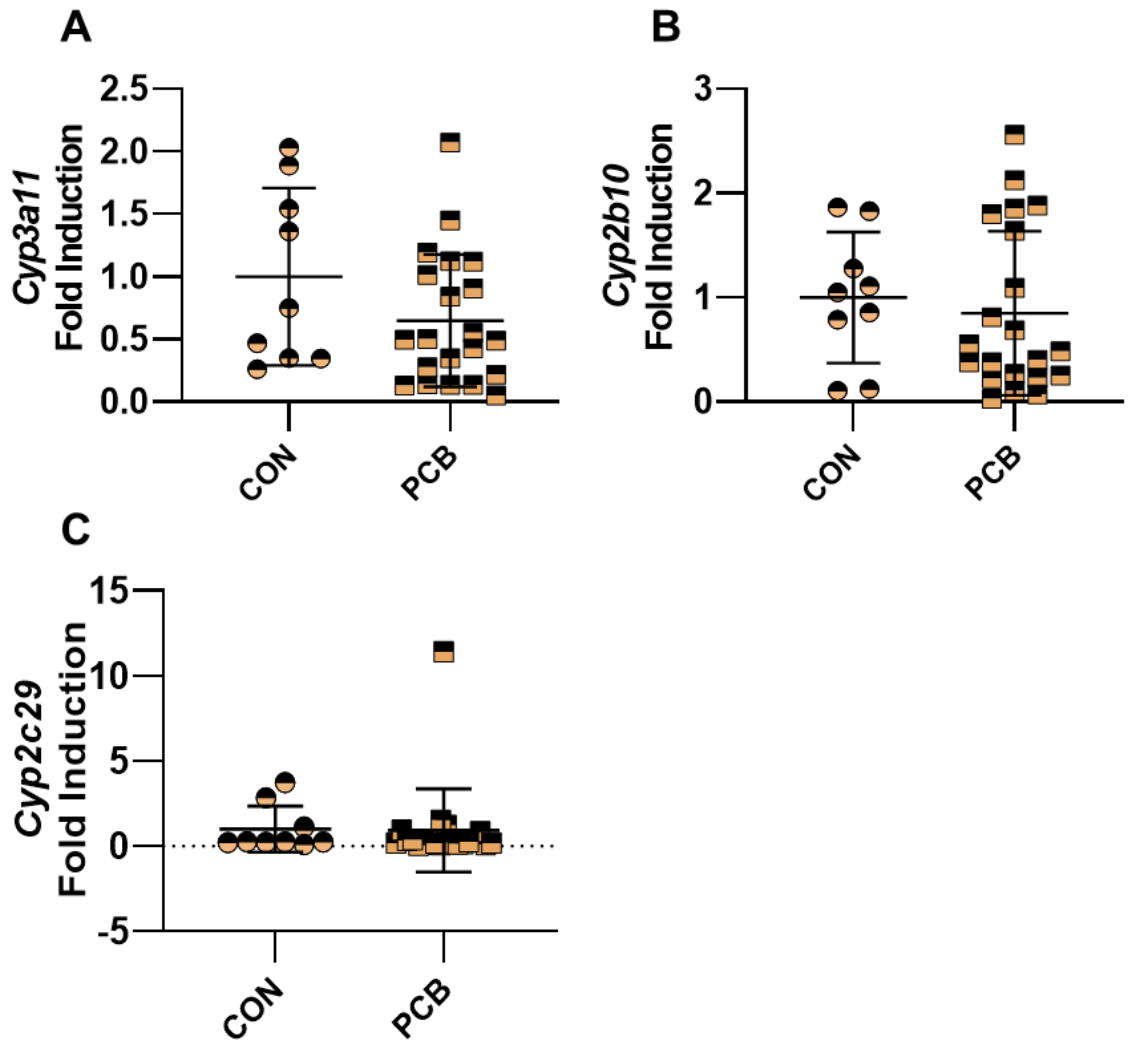 A
Cyp3a11
Fold Induction
2.5
2.0
1.5
1.0
0.5
0.0
CON
PCB
B
Cyp2b10
Fold Induction
3
2
1
0
CON
PCB
C
Cyp2c29
Fold Induction
15
10
5
0
-5
CON
PCB